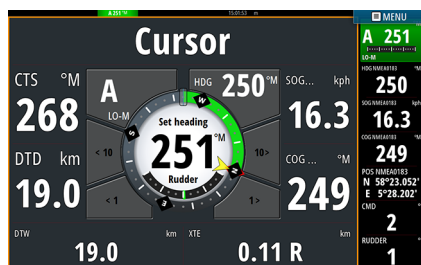 A 251 °M
15:01:53
MENU
Cursor
A 251
LO-M
CTS °M
268
A
LO-M
HDG 250 °M
SOG... kph
16.3
HDG NMEA0183 °M
250
SOG NMEA0183 kph
16.3
W
S
N
E
Set heading
251 °M
Rudder
< 10
10 >
< 1
1 >
DTD km
19.0
COG ... °M
249
COG NMEA0183 °M
249
POS NMEA0183
N 58°23.052'
E 5°28.202'
CMD °
2
RUDDER °
1
DTW km
19.0
XTE km
0.11 R